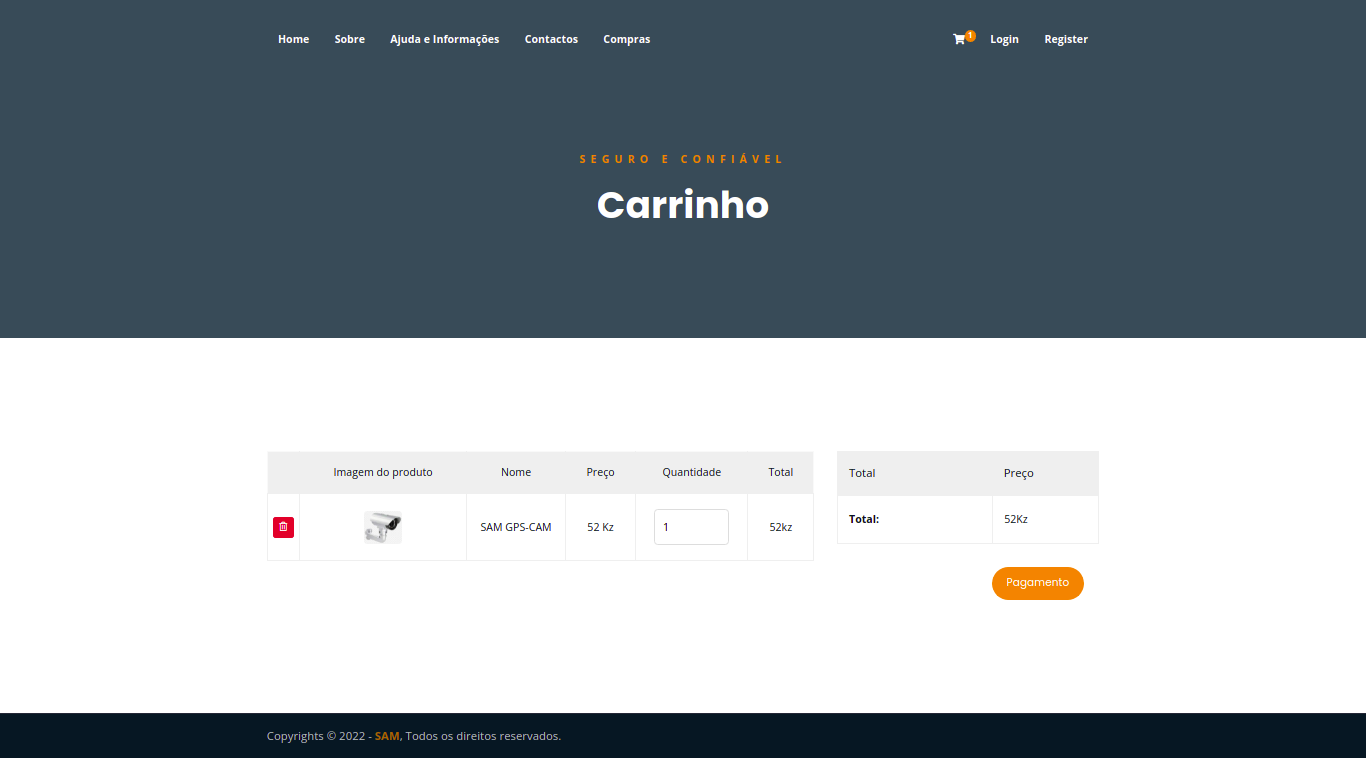 Home Sobre Ajuda e Informações Contactos Compras 1 Login Register
SEGURO E CONFIÁVEL
Carrinho
Imagem do produto Nome Preço Quantidade Total
SAM GPS-CAM 52 Kz 1 52kz
Total Preço
Total: 52Kz
Pagamento
Copyrights © 2022 - SAM, Todos os direitos reservados.